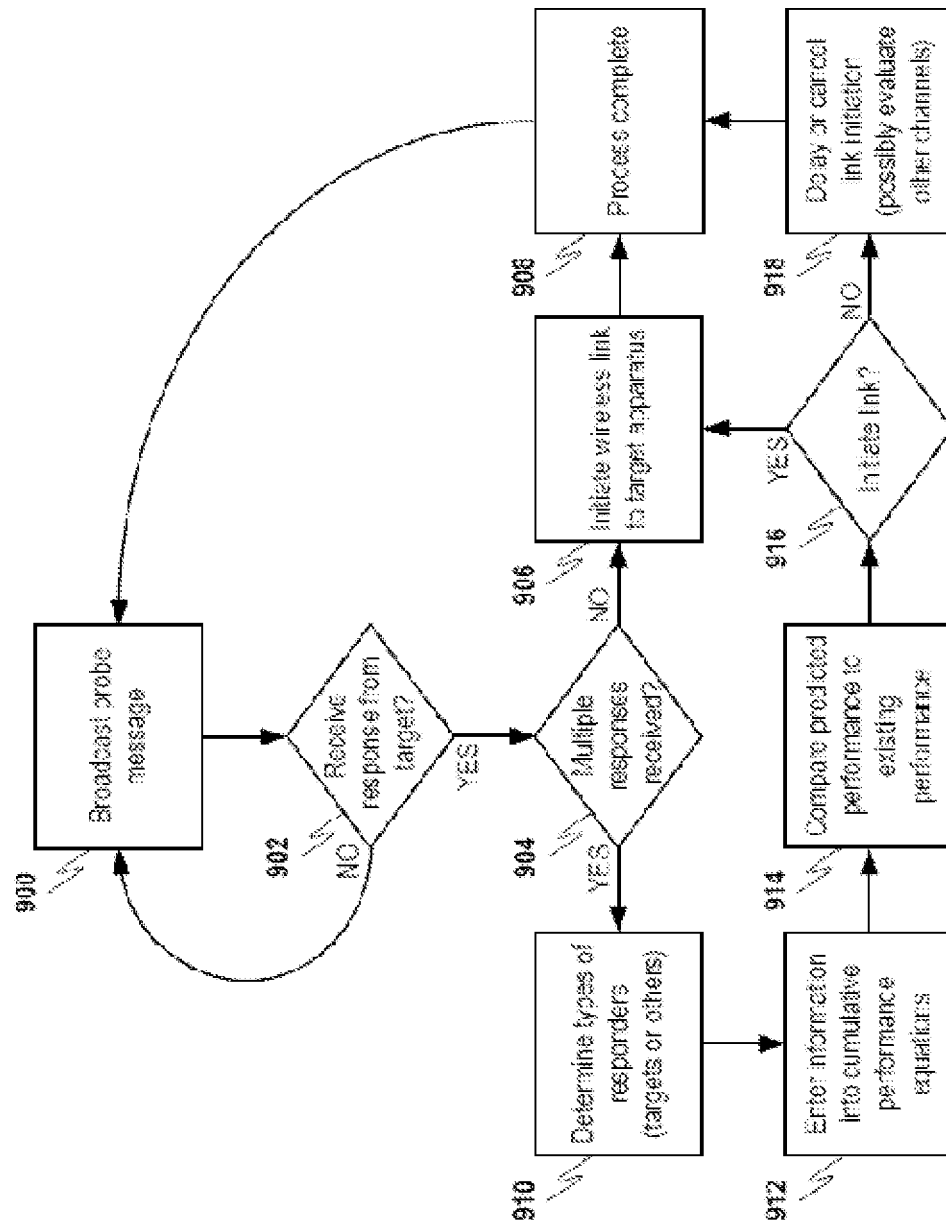 900
Broadcast probe
message
902
Receive
response from
target?
NO
YES
904
Multiple
responses
received?
YES
NO
906
Initiate wireless link
to target apparatus
908
Process complete
910
Determine types of
responders
(targets or others)
912
Enter information
into cumulative
performance
equations
914
Compare predicted
performance to
existing
performance
916
Initiate link?
YES
NO
918
Delay or cancel
link initiation
(possibly evaluate
other channels)